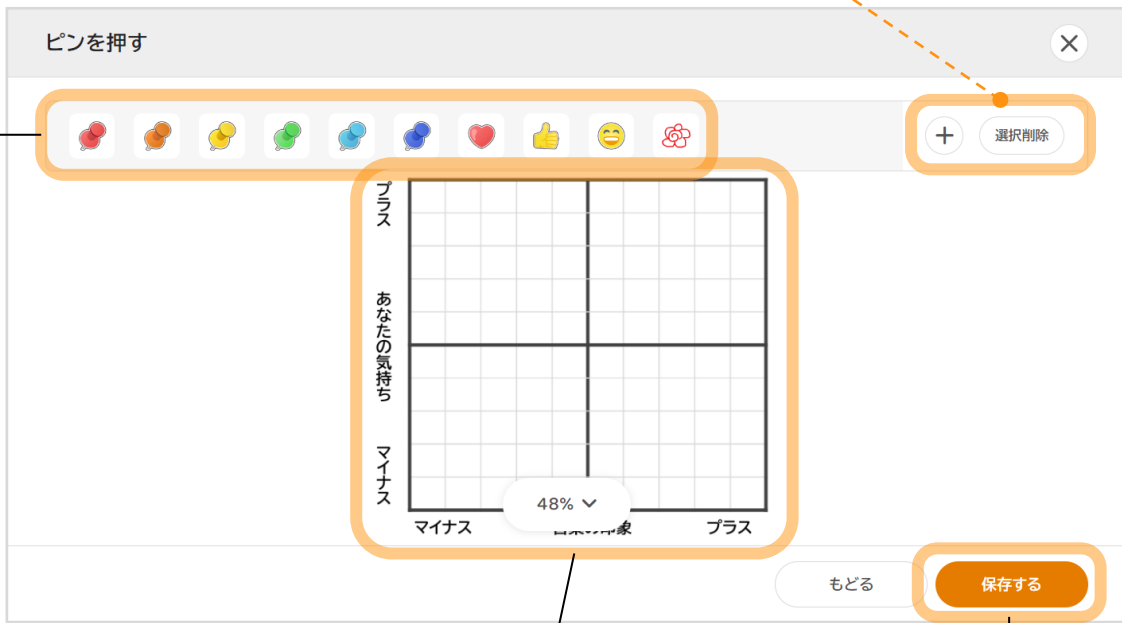 ピンを押す
選択削除
プラス
あなたの気持ち
マイナス
48%
マイナス
印象
プラス
もどる
保存する